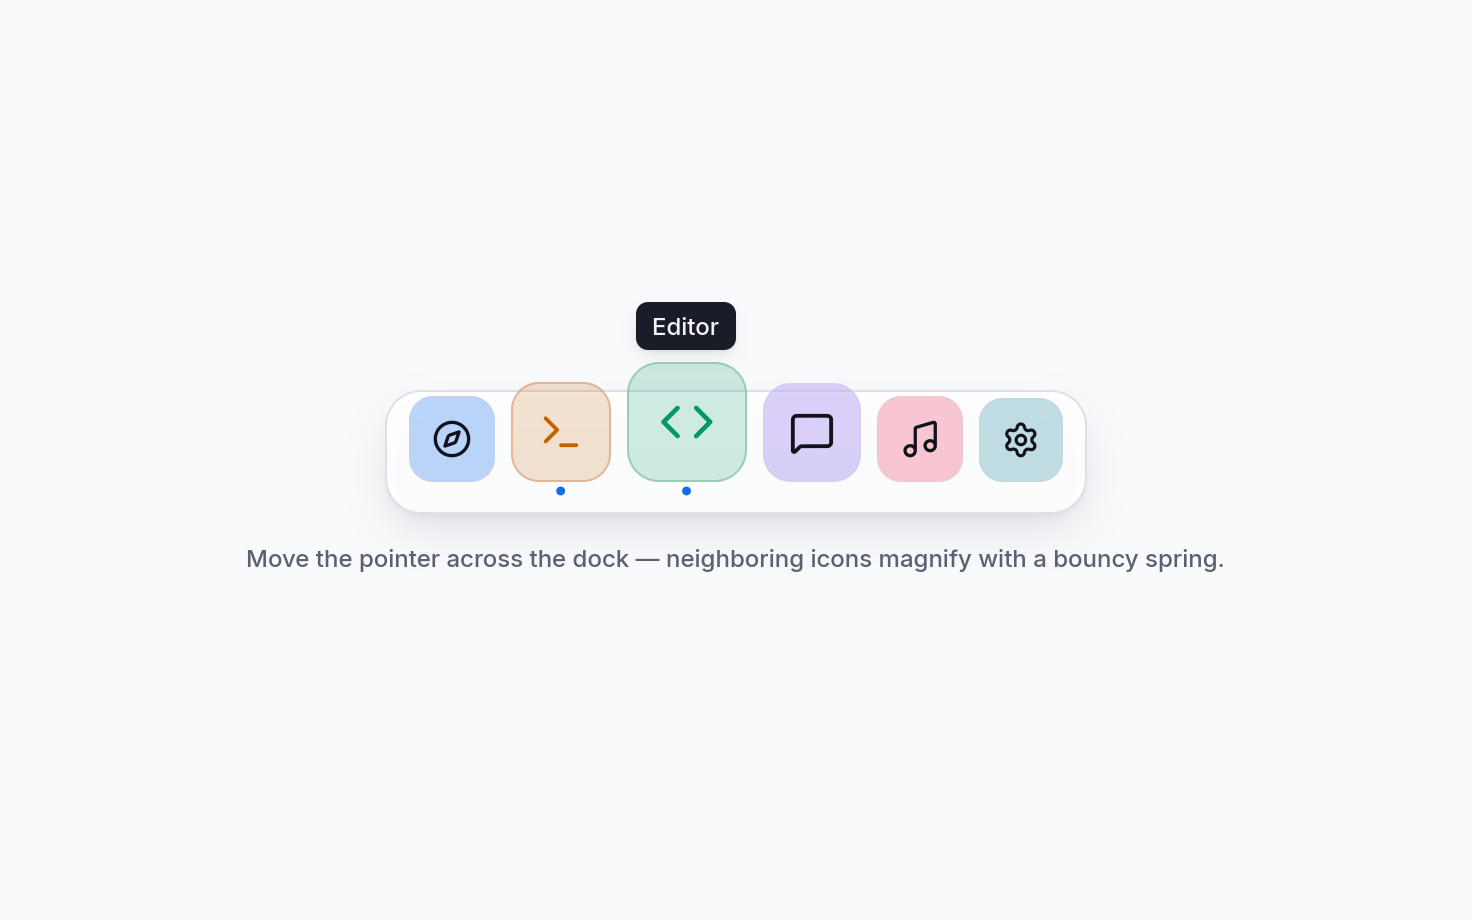 Editor
Move the pointer across the dock — neighboring icons magnify with a bouncy spring.